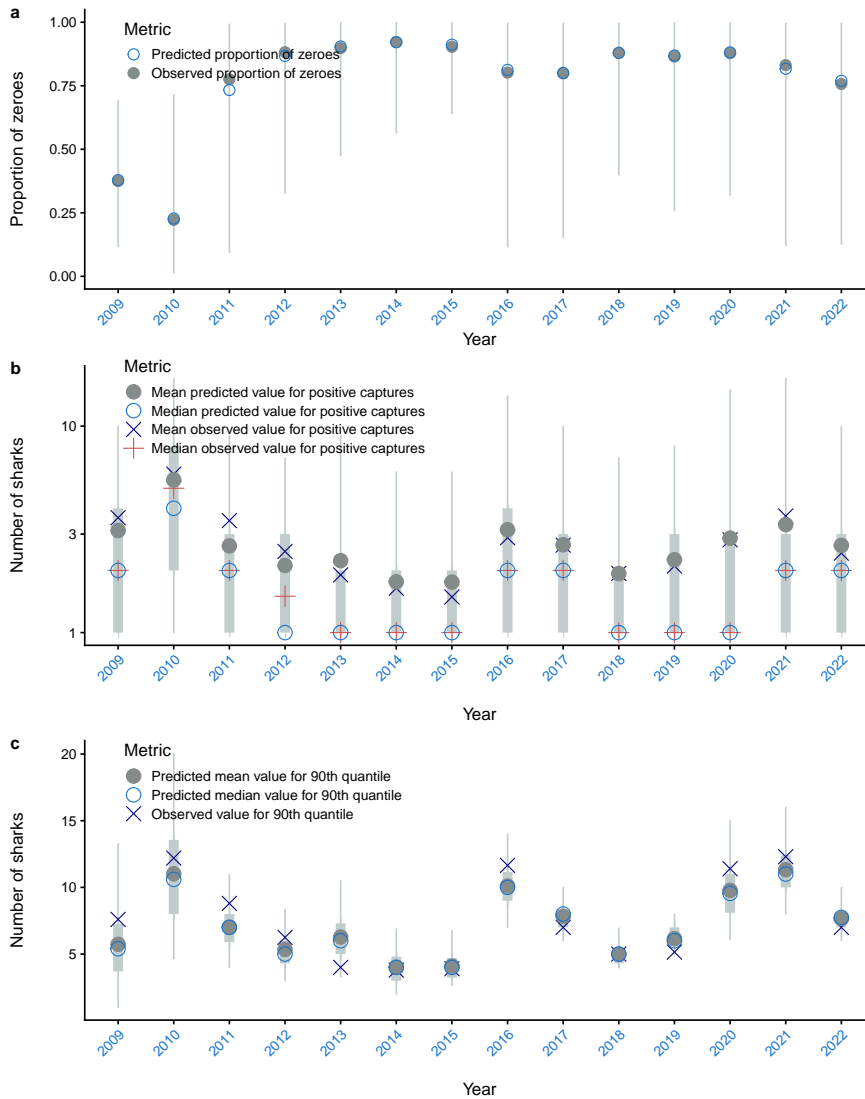 a
Metric
Predicted proportion of zeroes
Observed proportion of zeroes
Proportion of zeroes
1.00
0.75
0.50
0.25
0.00
2009 2010 2011 2012 2013 2014 2015 2016 2017 2018 2019 2020 2021 2022
Year
b
Metric
Mean predicted value for positive captures
Median predicted value for positive captures
Mean observed value for positive captures
Median observed value for positive captures
Number of sharks
10
3
1
2009 2010 2011 2012 2013 2014 2015 2016 2017 2018 2019 2020 2021 2022
Year
c
Metric
Predicted mean value for 90th quantile
Predicted median value for 90th quantile
Observed value for 90th quantile
Number of sharks
20
15
10
5
2009 2010 2011 2012 2013 2014 2015 2016 2017 2018 2019 2020 2021 2022
Year